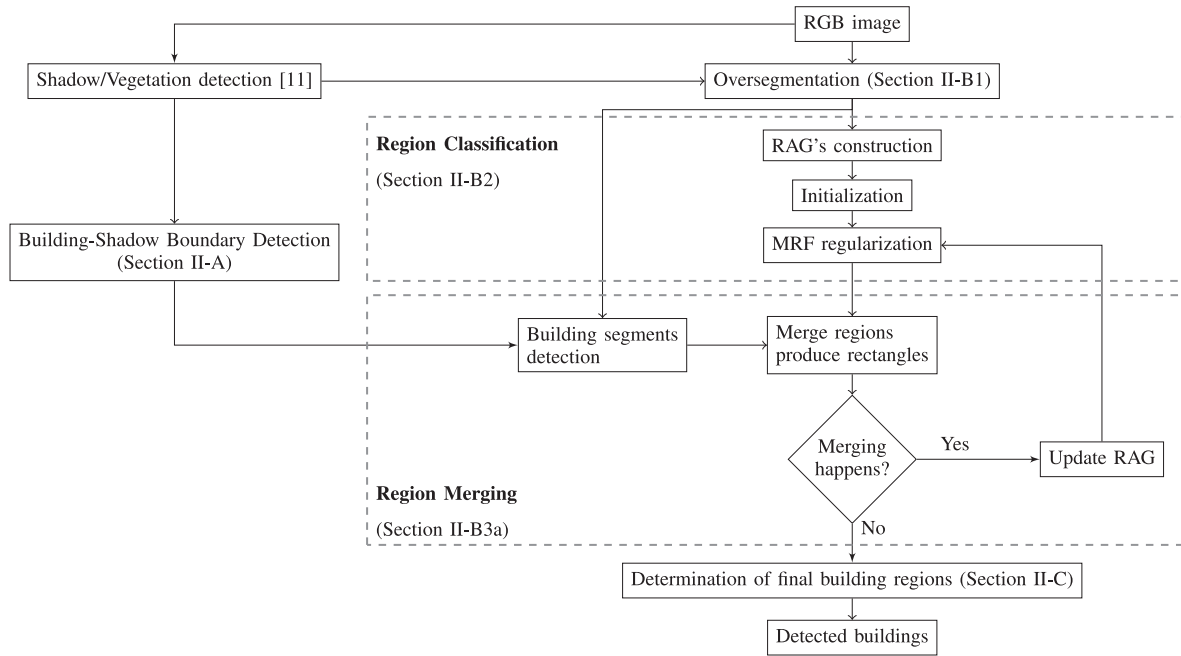 RGB image
Shadow/Vegetation detection [11]
Oversegmentation (Section II-B1)
Region Classification
(Section II-B2)
RAG's construction
Initialization
MRF regularization
Building-Shadow Boundary Detection
(Section II-A)
Building segments
detection
Merge regions
produce rectangles
Merging
happens?
Yes
Update RAG
Region Merging
(Section II-B3a)
No
Determination of final building regions (Section II-C)
Detected buildings